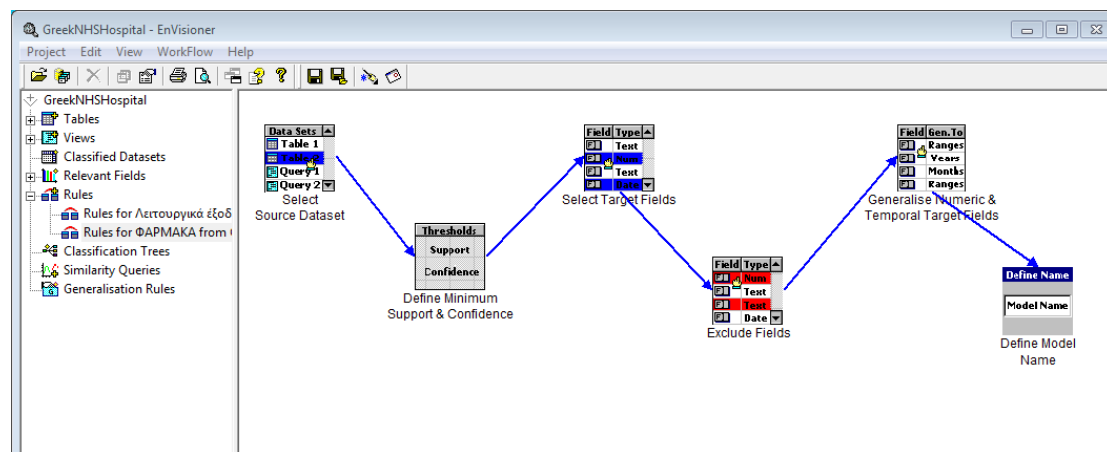 GreekNHSHospital - EnVisioner
Project Edit View WorkFlow Help
GreekNHSHospital
Tables
Views
Classified Datasets
Relevant Fields
Rules
Rules for Λειτουργικά έξοδ
Rules for ΦΑΡΜΑΚΑ from
Classification Trees
Similarity Queries
Generalisation Rules
Data Sets
Table 1
Query 1
Query 2
Select
Source Dataset
Thresholds
Support
Confidence
Define Minimum
Support & Confidence
Field Type
Text
Num
Text
Date
Select Target Fields
Field Type
Num
Text
Text
Date
Exclude Fields
Field Gen.To
Ranges
Years
Months
Ranges
Generalise Numeric &
Temporal Target Fields
Define Name
Model Name
Define Model
Name